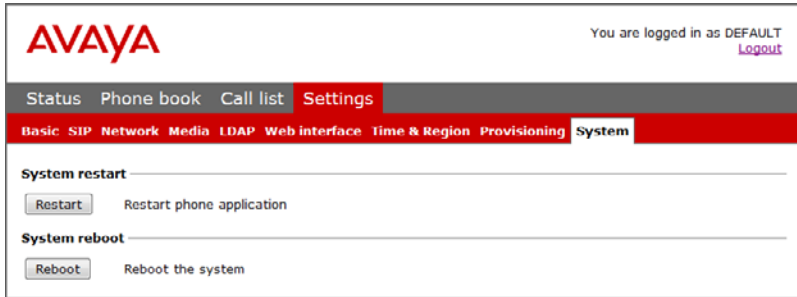 AVAYA
You are logged in as DEFAULT
Logout
Status Phone book Call list Settings
Basic SIP Network Media LDAP Web interface Time & Region Provisioning System
System restart
Restart Restart phone application
System reboot
Reboot Reboot the system